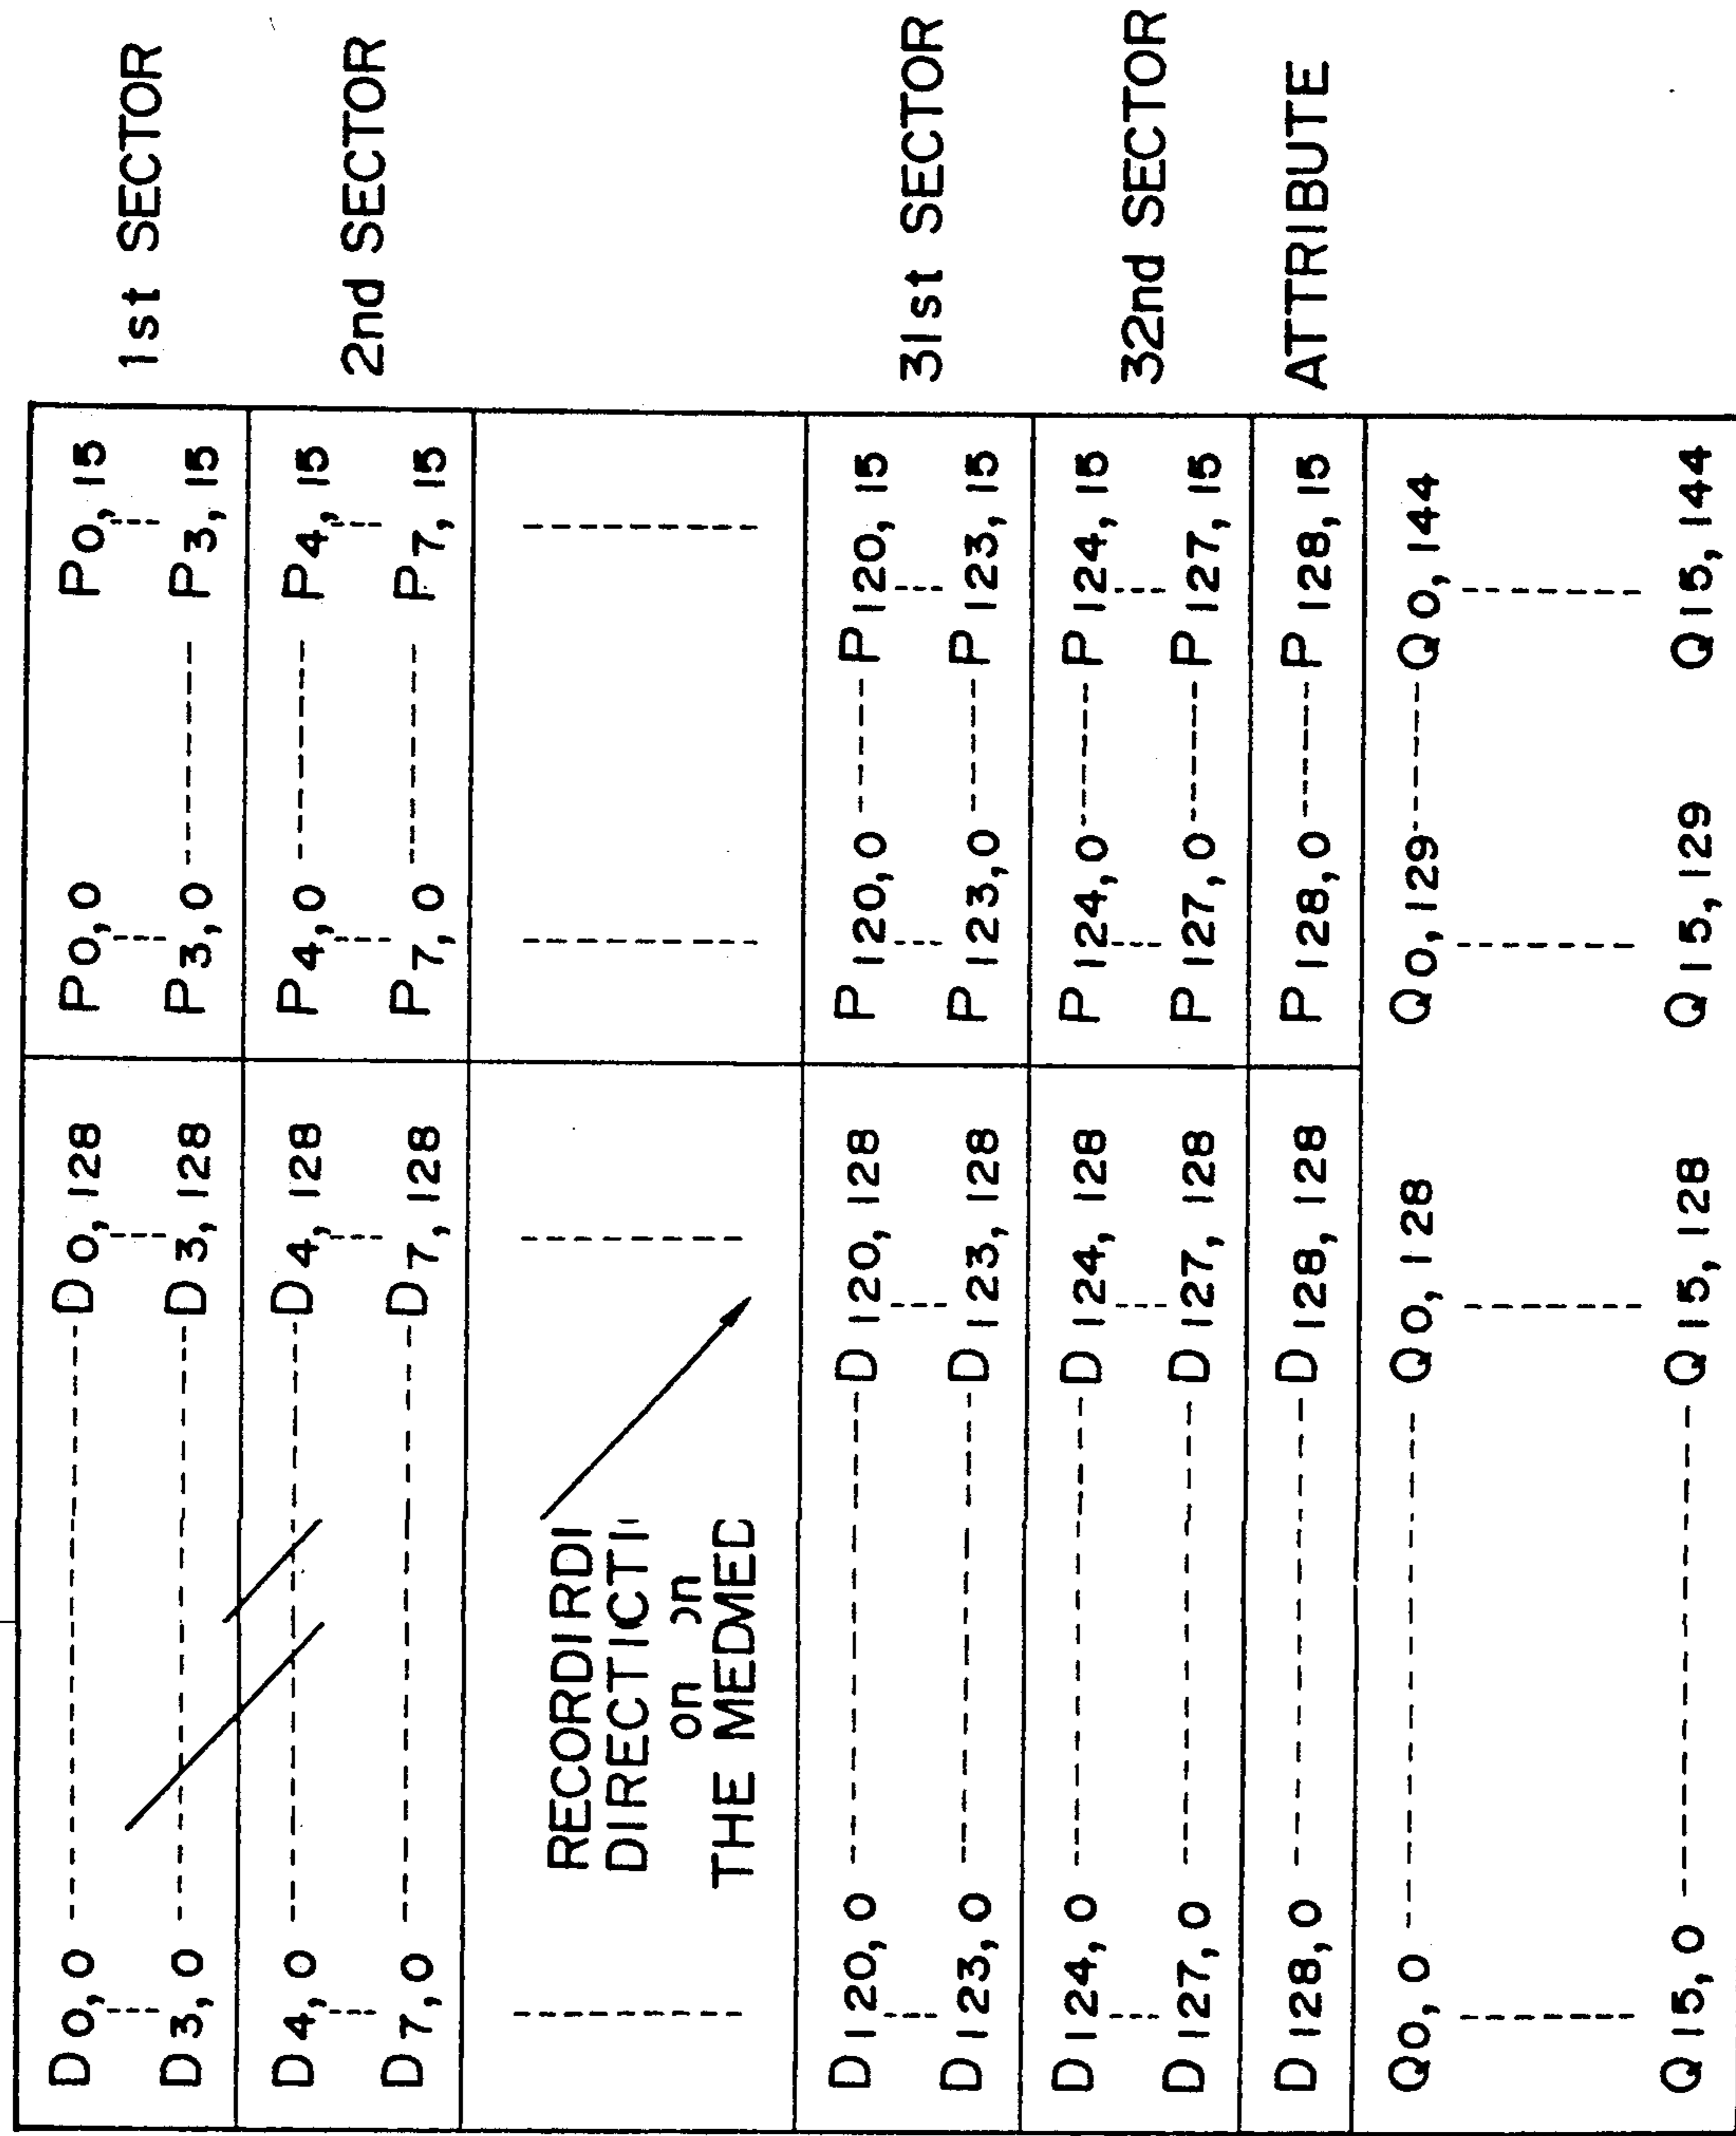 D0,0 D0,128 P0,0 P0,15 1st SECTOR
D3,0 D3,128 P3,0 P3,15
D4,0 D4,128 P4,0 P4,15 2nd SECTOR
D7,0 D7,128 P7,0 P7,15
RECORDIRDI
DIRECTICTI
on on
THE MEDMED
D120,0 D120,128 P120,0 P120,15 31st SECTOR
D123,0 D123,128 P123,0 P123,15
D124,0 D124,128 P124,0 P124,15 32nd SECTOR
D127,0 D127,128 P127,0 P127,15
D128,0 D128,128 P128,0 P128,15 ATTRIBUTE
Q0,0 Q0,128 Q0,129 Q0,144
Q15,0 Q15,128 Q15,129 Q15,144